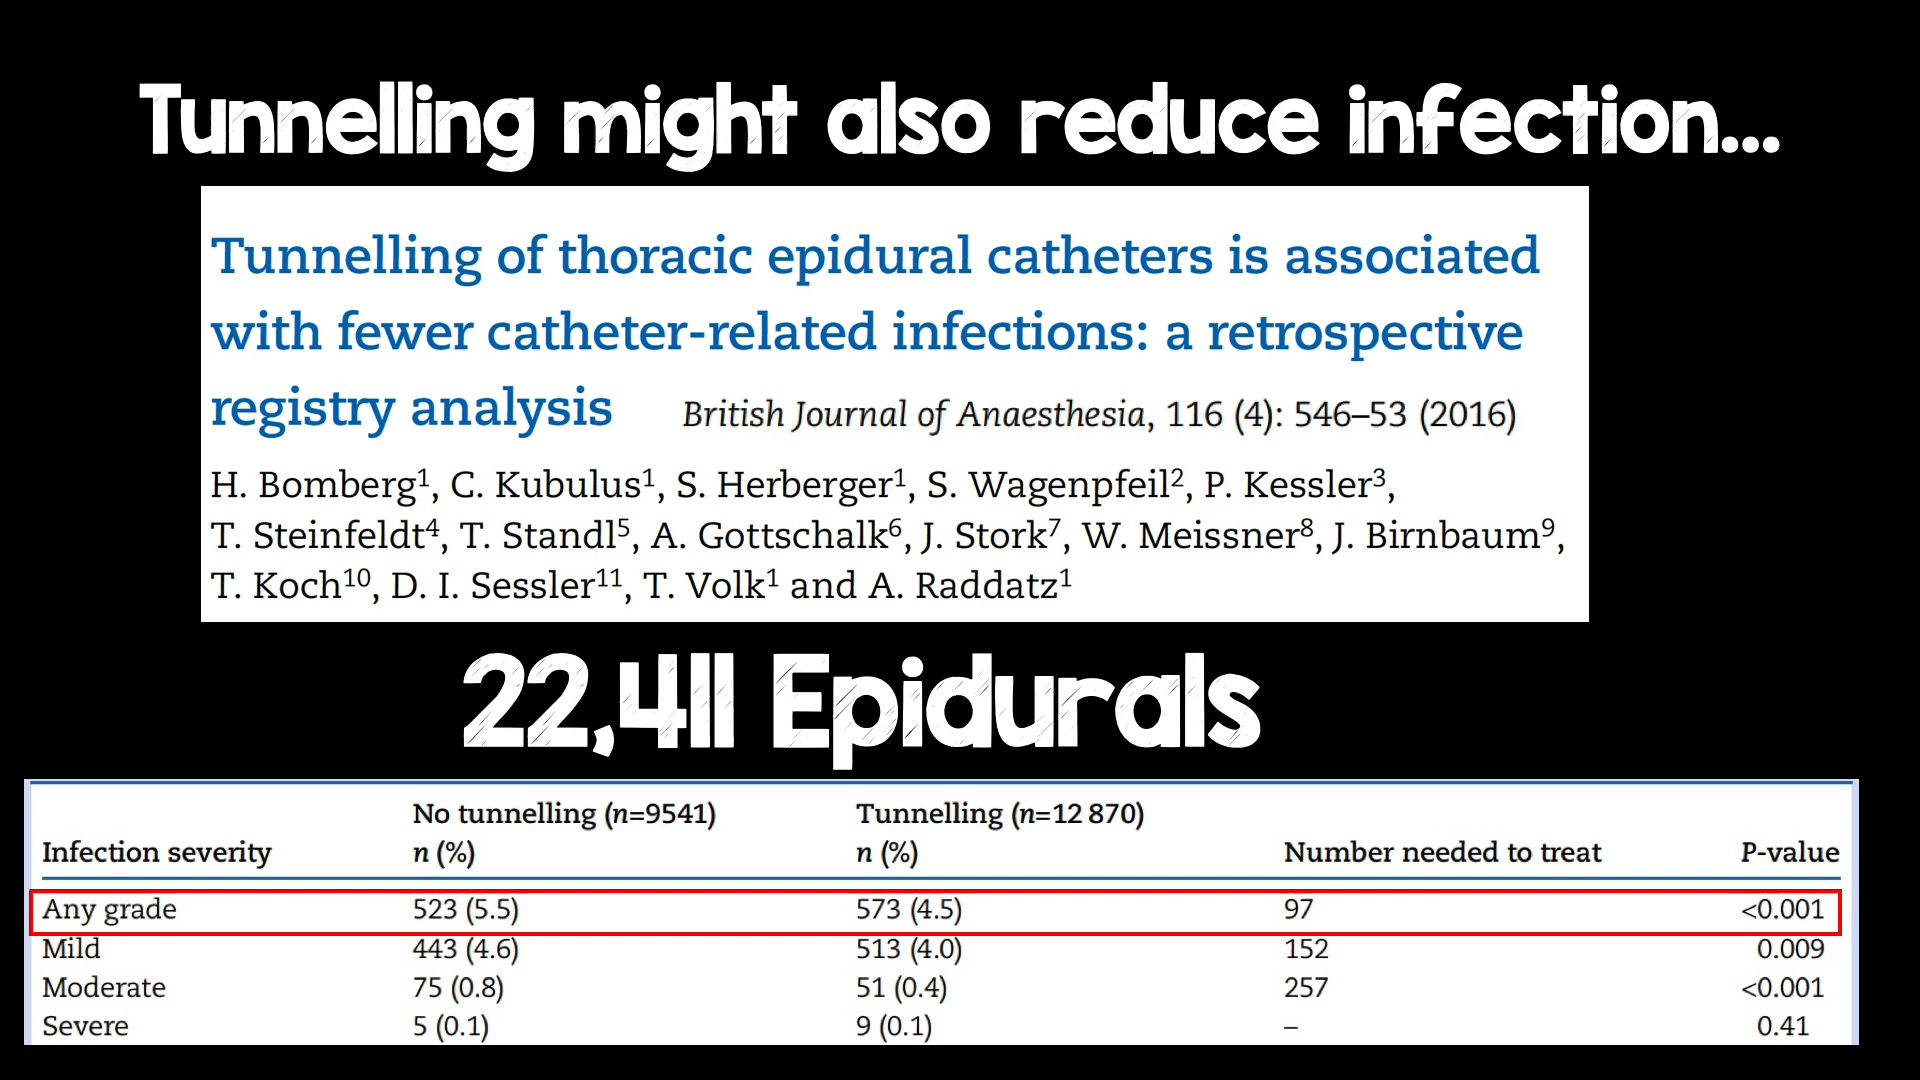 Tunnelling might also reduce infection...
Tunnelling of thoracic epidural catheters is associated
with fewer catheter-related infections: a retrospective
registry analysis British Journal of Anaesthesia, 116 (4): 546–53 (2016)
H. Bomberg¹, C. Kubulus¹, S. Herberger¹, S. Wagenpfeil², P. Kessler³,
T. Steinfeldt⁴, T. Standl⁵, A. Gottschalk⁶, J. Stork⁷, W. Meissner⁸, J. Birnbaum⁹,
T. Koch¹⁰, D. I. Sessler¹¹, T. Volk¹ and A. Raddatz¹
22,411 Epidurals
No tunnelling (n=9541) Tunnelling (n=12 870)
Infection severity n (%) n (%) Number needed to treat P-value
Any grade 523 (5.5) 573 (4.5) 97 <0.001
Mild 443 (4.6) 513 (4.0) 152 0.009
Moderate 75 (0.8) 51 (0.4) 257 <0.001
Severe 5 (0.1) 9 (0.1) – 0.41